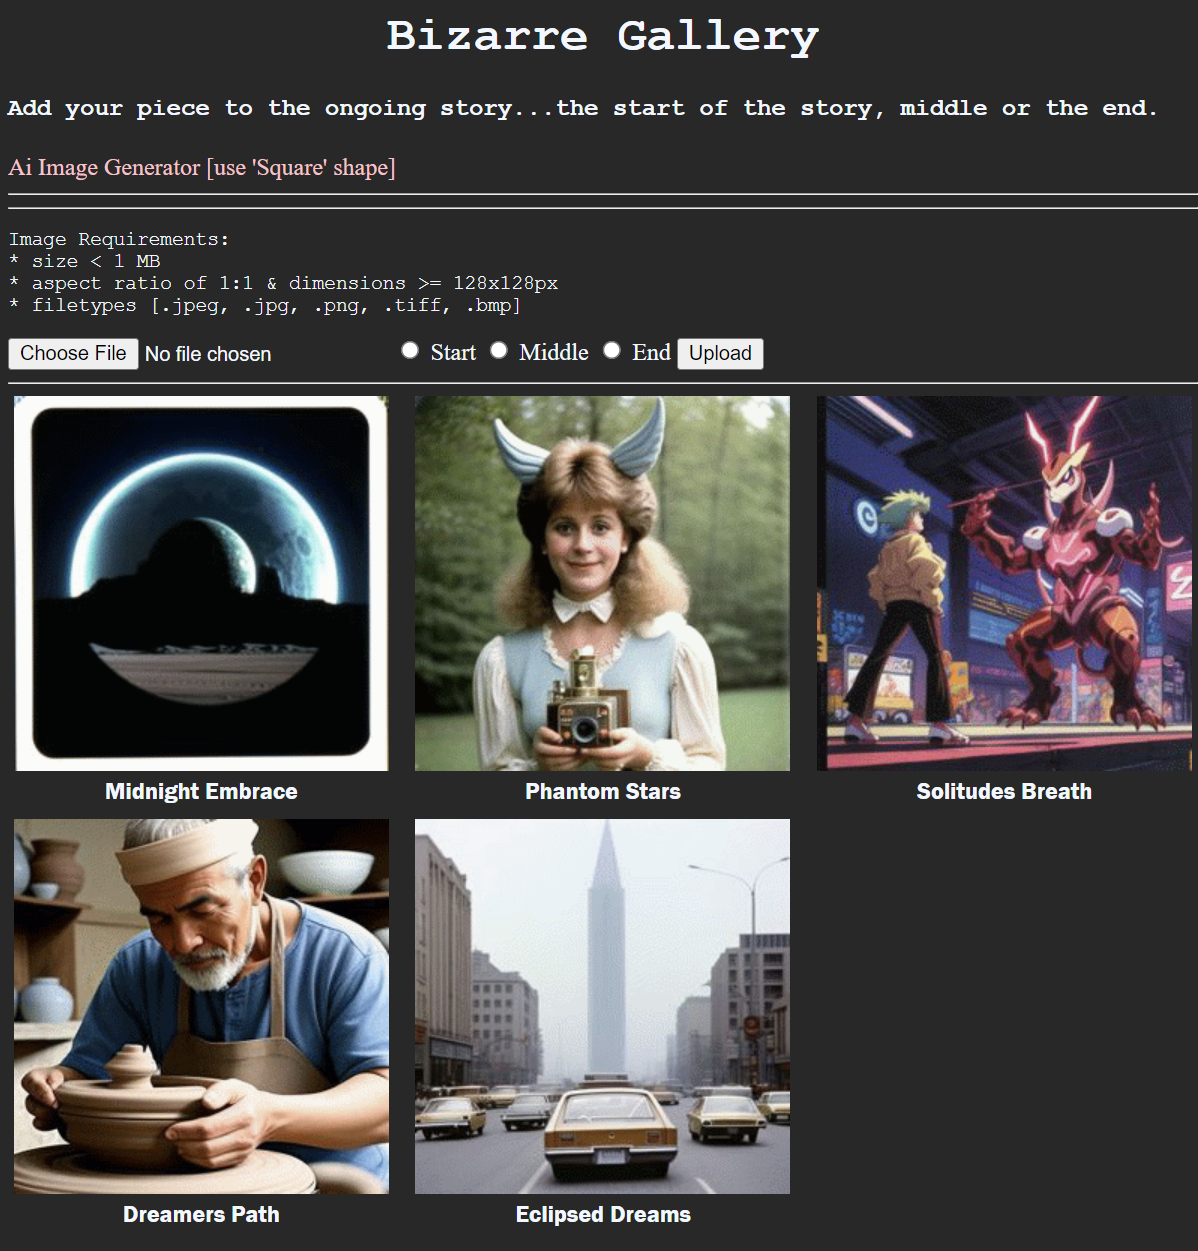 Bizarre Gallery
Add your piece to the ongoing story...the start of the story, middle or the end.
Ai Image Generator [use 'Square' shape]
Image Requirements:
* size < 1 MB
* aspect ratio of 1:1 & dimensions >= 128x128px
* filetypes [.jpeg, .jpg, .png, .tiff, .bmp]
Choose File No file chosen Start Middle End Upload
Midnight Embrace Phantom Stars Solitudes Breath
Dreamers Path Eclipsed Dreams